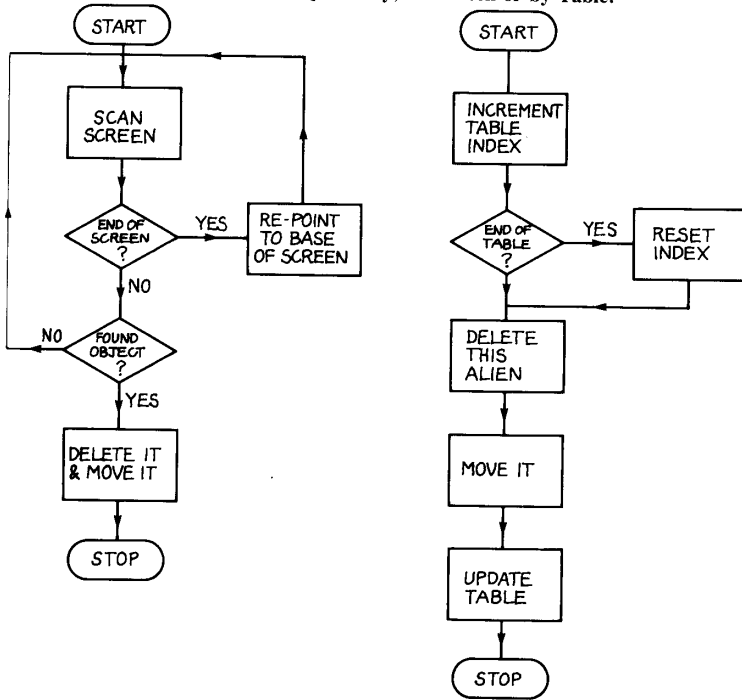 by Table.
START
SCAN
SCREEN
END OF
SCREEN
?
YES
RE-POINT
TO BASE
OF SCREEN
NO
FOUND
OBJECT
?
NO
YES
DELETE IT
& MOVE IT
STOP
START
INCREMENT
TABLE
INDEX
END OF
TABLE
?
YES
RESET
INDEX
DELETE
THIS
ALIEN
MOVE IT
UPDATE
TABLE
STOP